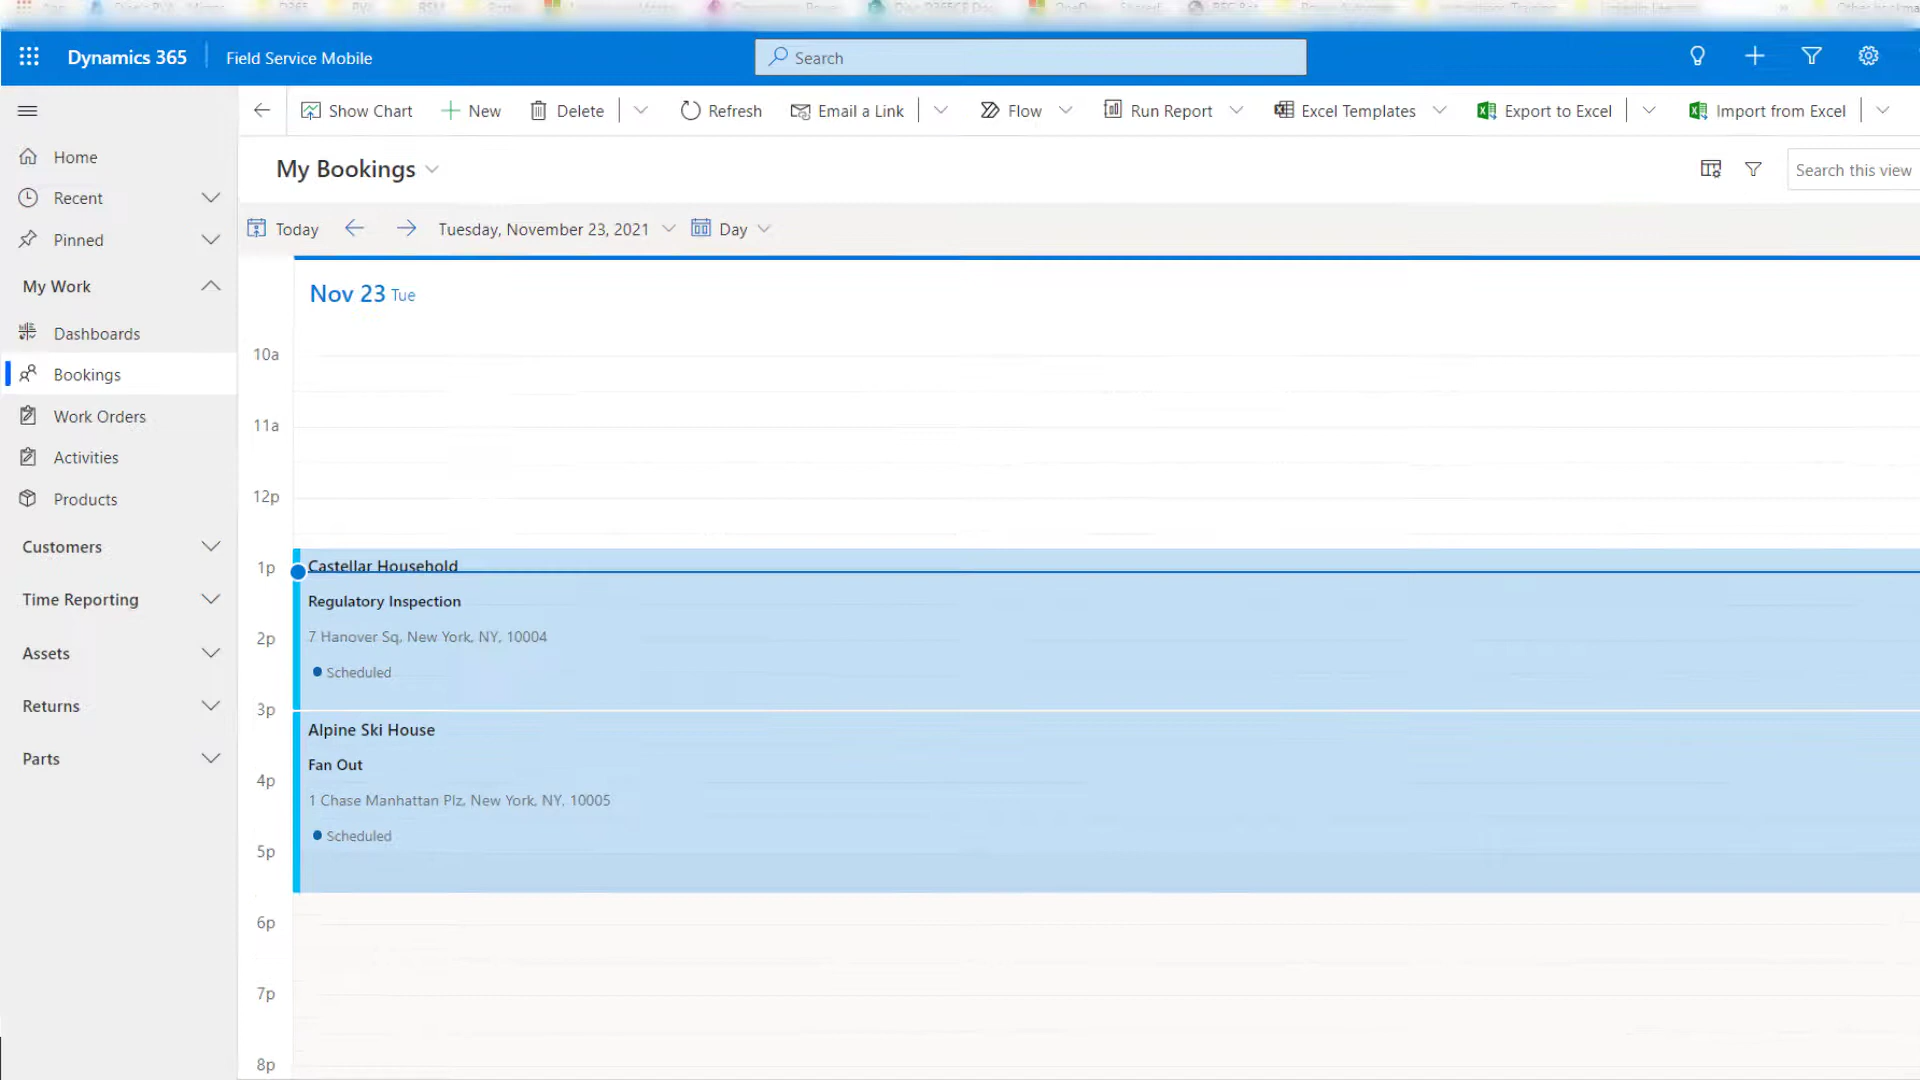 Dynamics 365
Field Service Mobile
Search
Show Chart
New
Delete
Refresh
Email a Link
Flow
Run Report
Excel Templates
Export to Excel
Import from Excel
Home
Recent
Pinned
My Work
Dashboards
Bookings
Work Orders
Activities
Products
Customers
Time Reporting
Assets
Returns
Parts
My Bookings
Search this view
Today
Tuesday, November 23, 2021
Day
Nov 23 Tue
10a
11a
12p
1p
Castellar Household
Regulatory Inspection
2p
7 Hanover Sq, New York, NY, 10004
Scheduled
3p
Alpine Ski House
Fan Out
4p
1 Chase Manhattan Plz, New York, NY, 10005
Scheduled
5p
6p
7p
8p